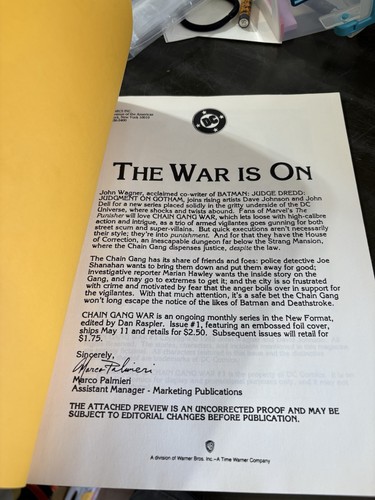 New York, New York 10019
DC
THE WAR IS ON
John Wagner, acclaimed co-writer of BATMAN: JUDGE DREDD:
JUDGMENT ON GOTHAM, joins rising artists Dave Johnson and John
Dell for a new series placed solidly in the gritty underside of the DC
Universe, where shocks and twists abound. Fans of Marvel's The
Punisher will love CHAIN GANG WAR, which lets loose with high-calibre
action and intrigue, as a trio of armed vigilantes goes gunning for both
street scum and super-villains. But quick executions aren't necessarily
their style; they're into punishment. And for that they have the House
of Correction, an inescapable dungeon far below the Strang Mansion,
where the Chain Gang dispenses justice, despite the law.
The Chain Gang has its share of friends and foes: police detective Joe
Shanahan wants to bring them down and put them away for good;
investigative reporter Marian Hawley wants the inside story on the
Gang, and may go to extremes to get it; and the city is so frustrated
with crime and motivated by fear that the anger boils over in support for
the vigilantes. With that much attention, it's a safe bet the Chain Gang
won't long escape the notice of the likes of Batman and Deathstroke.
CHAIN GANG WAR is an ongoing monthly series in the New Format,
edited by Dan Raspler. Issue #1, featuring an embossed foil cover,
ships May 11 and retails for $2.50. Subsequent issues will retail for
$1.75.
Sincerely,
Marco Palmieri
Marco Palmieri
Assistant Manager - Marketing Publications
THE ATTACHED PREVIEW IS AN UNCORRECTED PROOF AND MAY BE
SUBJECT TO EDITORIAL CHANGES BEFORE PUBLICATION.
A division of Warner Bros. Inc.-A Time Warner Company